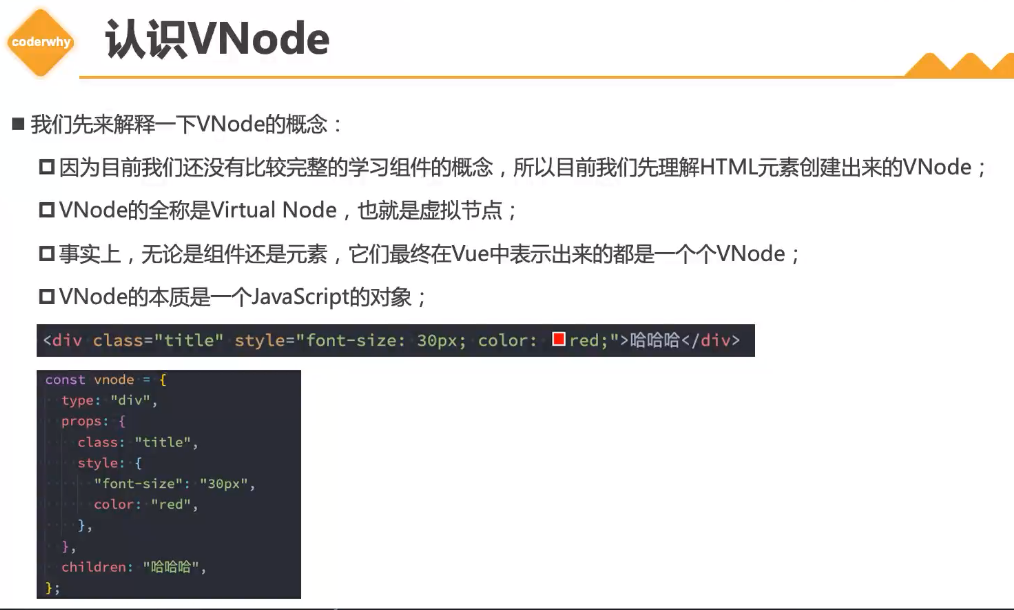 coderwhy
认识VNode
我们先来解释一下VNode的概念：
因为目前我们还没有比较完整的学习组件的概念，所以目前我们先理解HTML元素创建出来的VNode；
VNode的全称是Virtual Node，也就是虚拟节点；
事实上，无论是组件还是元素，它们最终在Vue中表示出来的都是一个个VNode；
VNode的本质是一个JavaScript的对象；
<div class="title" style="font-size: 30px; color: red;">哈哈哈</div>
const vnode = {
  type: "div",
  props: {
    class: "title",
    style: {
      "font-size": "30px",
      color: "red",
    },
  },
  children: "哈哈哈",
};